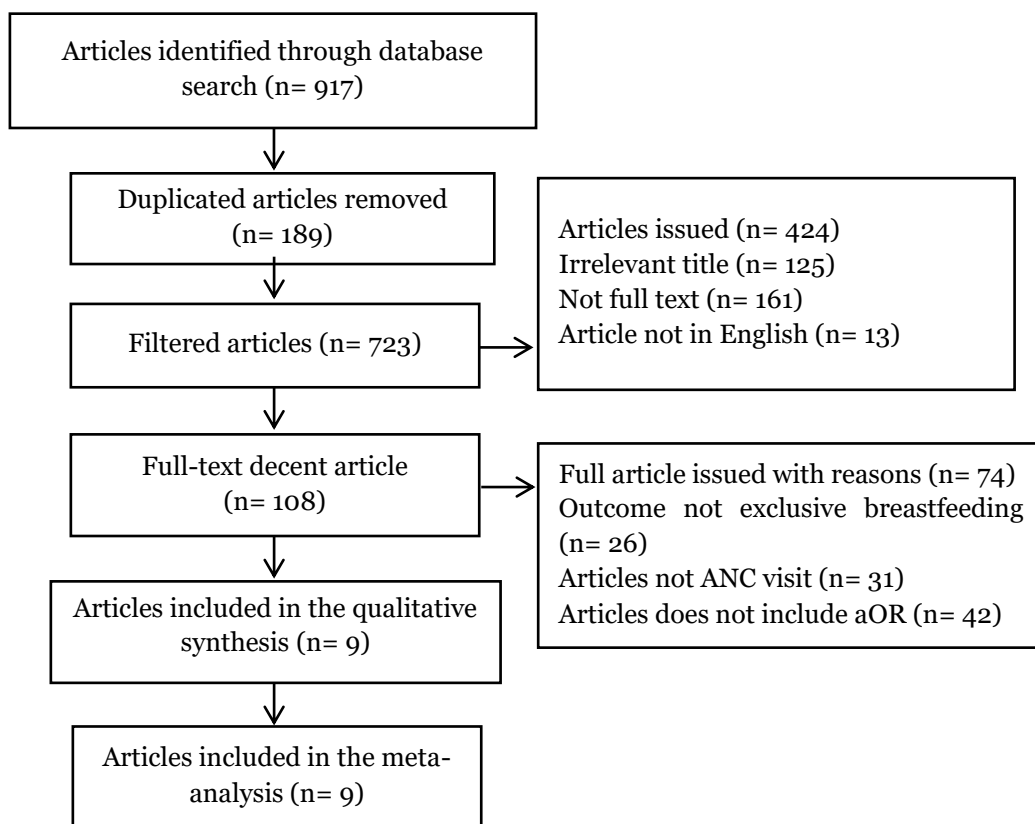 Articles identified through database
search (n= 917)
Duplicated articles removed
(n= 189)
Articles issued (n= 424)
Irrelevant title (n= 125)
Not full text (n= 161)
Article not in English (n= 13)
Filtered articles (n= 723)
Full-text decent article
(n= 108)
Full article issued with reasons (n= 74)
Outcome not exclusive breastfeeding
(n= 26)
Articles not ANC visit (n= 31)
Articles does not include aOR (n= 42)
Articles included in the qualitative
synthesis (n= 9)
Articles included in the meta-
analysis (n= 9)